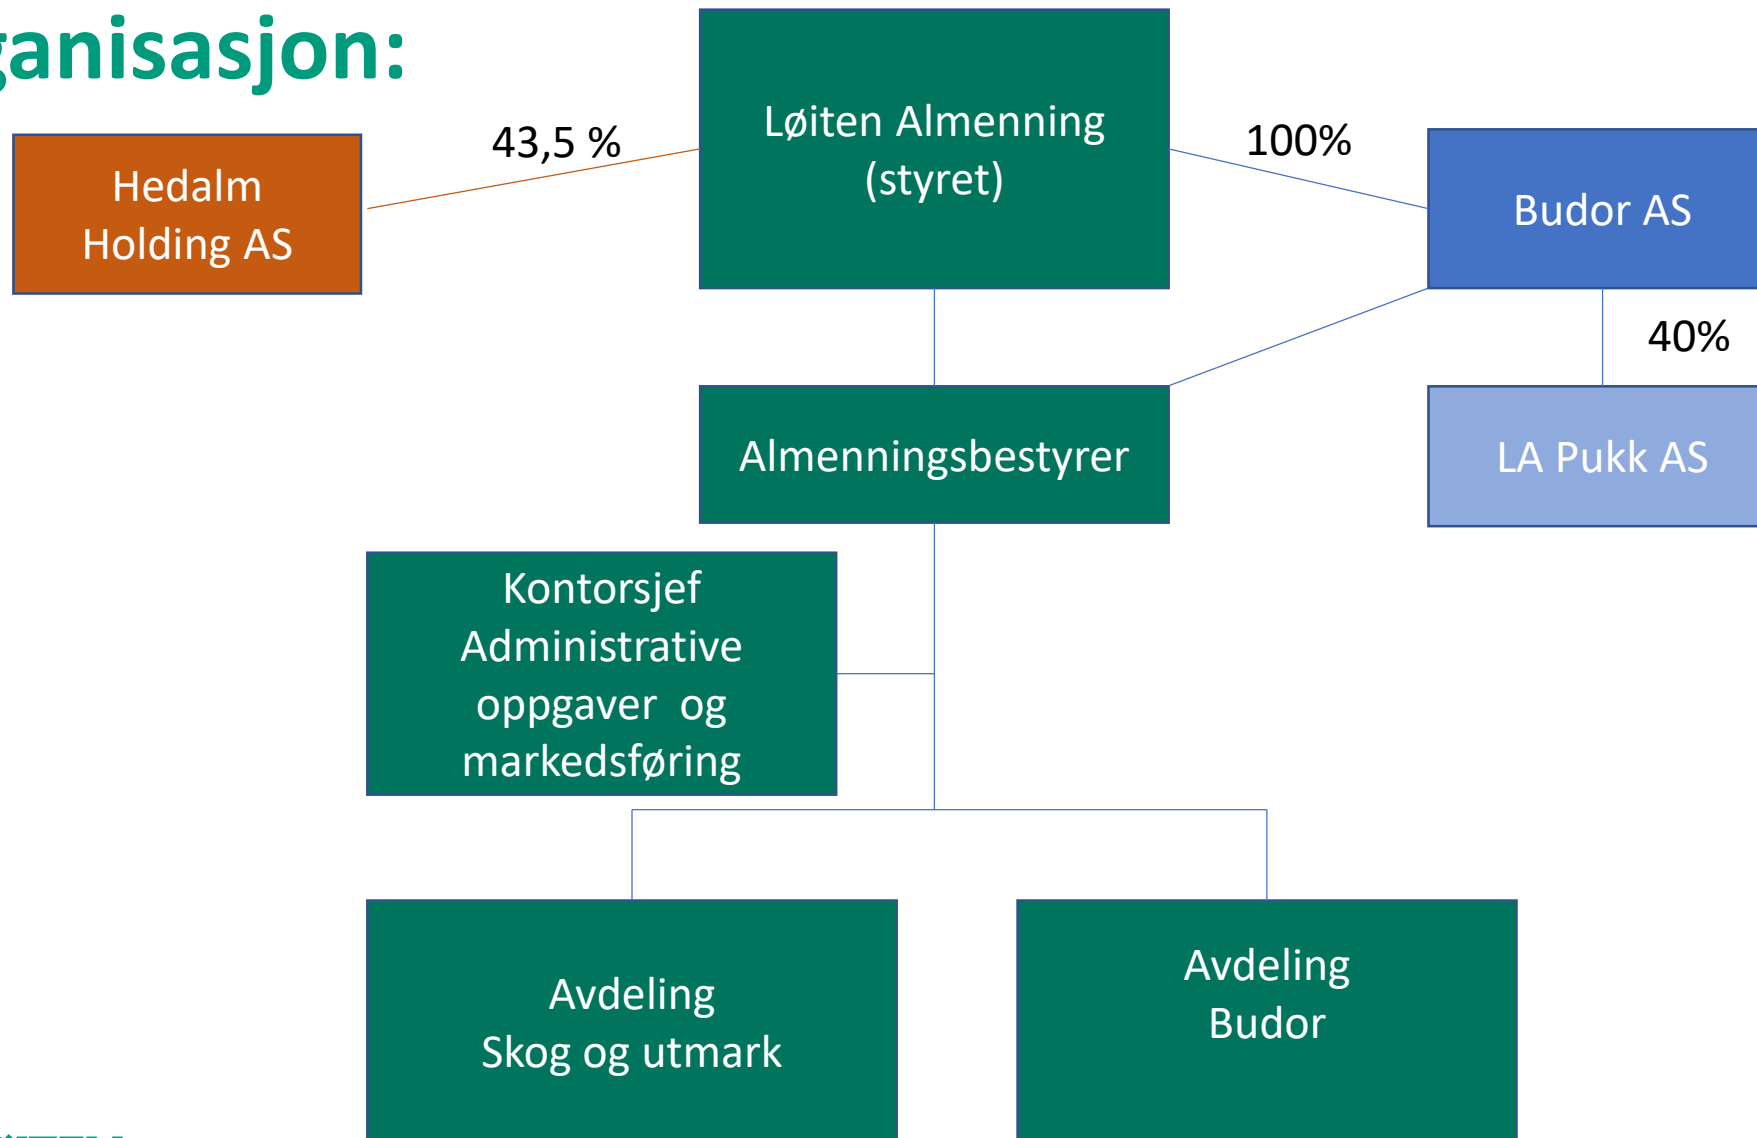 ganisasjon:
Løiten Almenning
(styret)
43,5 %
100%
Hedalm
Holding AS
Budor AS
40%
Almenningsbestyrer
LA Pukk AS
Kontorsjef
Administrative
oppgaver og
markedsføring
Avdeling
Skog og utmark
Avdeling
Budor